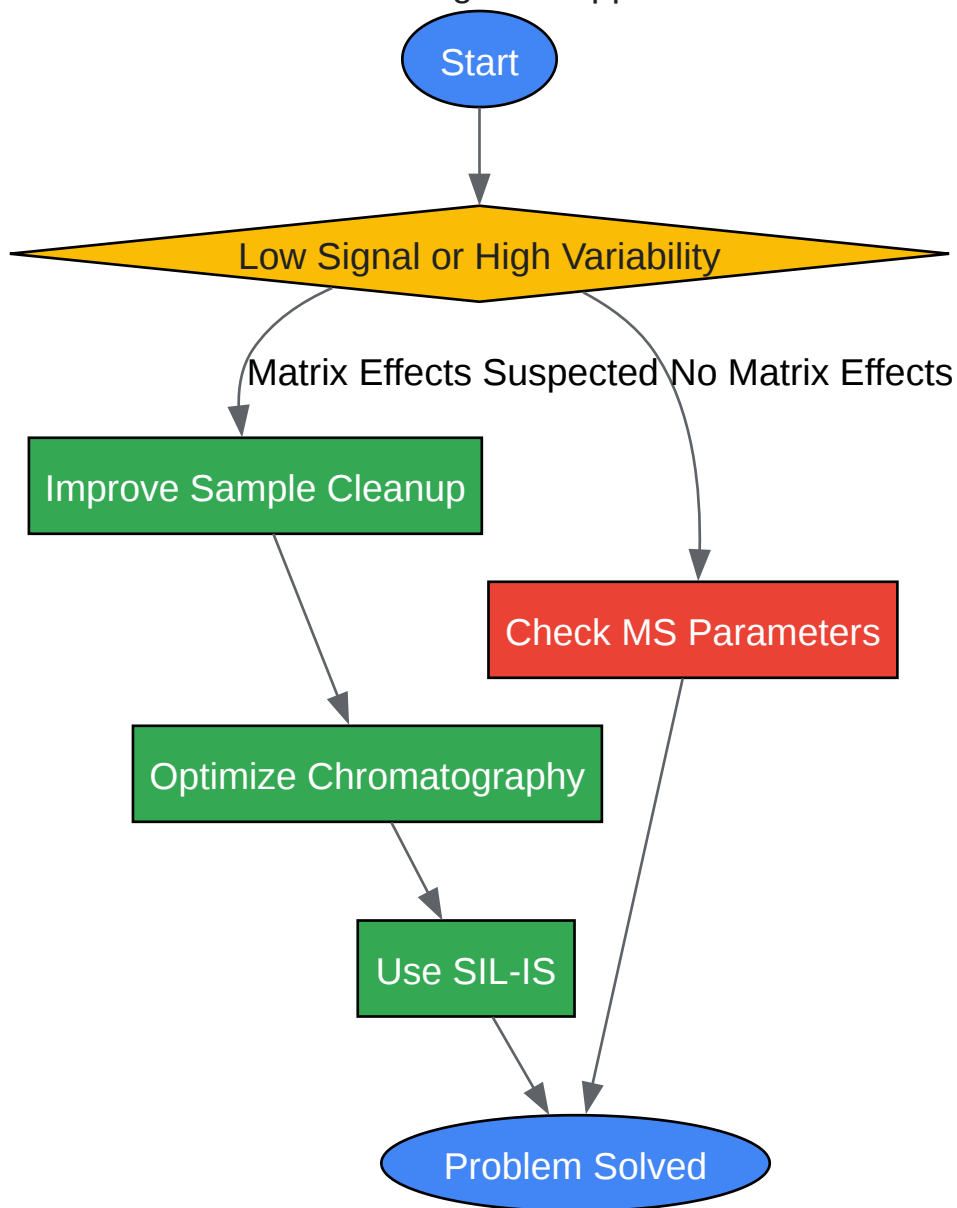 Start
Low Signal or High Variability
Matrix Effects Suspected
No Matrix Effects
Improve Sample Cleanup
Check MS Parameters
Optimize Chromatography
Use SIL-IS
Problem Solved